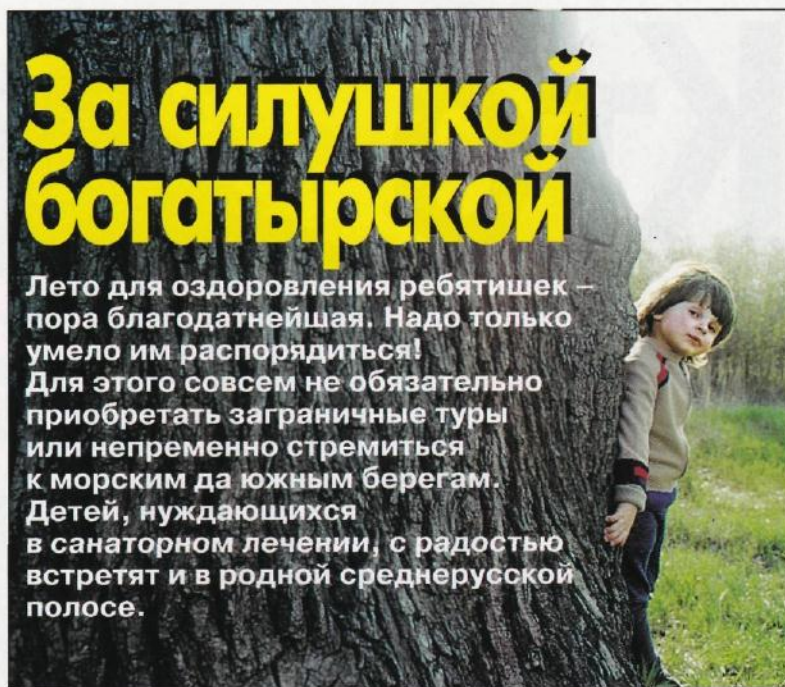 За силушкой
богатырской
Лето для оздоровления ребятишек –
пора благодатнейшая. Надо только
умело им распорядиться!
Для этого совсем не обязательно
приобретать заграничные туры
или непременно стремиться
к морским да южным берегам.
Детей, нуждающихся
в санаторном лечении, с радостью
встретят и в родной среднерусской
полосе.